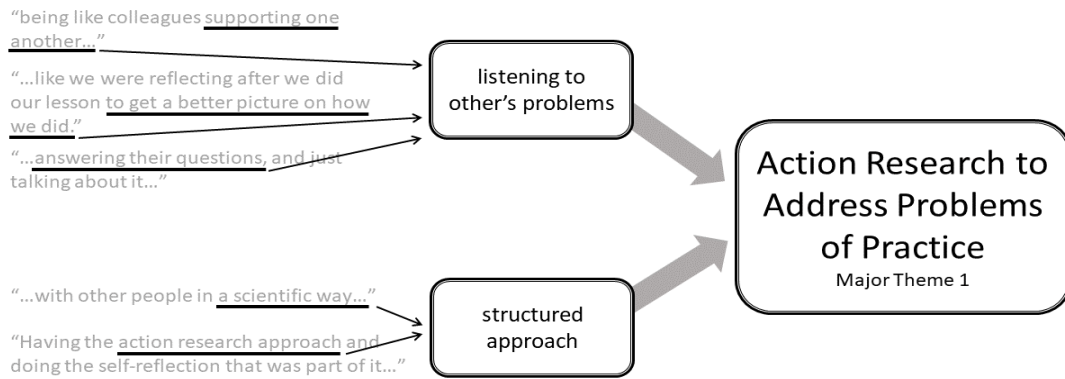 “being like colleagues supporting one
another…”
“…like we were reflecting after we did
our lesson to get a better picture on how
we did.”
“…answering their questions, and just
talking about it…”
listening to
other’s problems
“…with other people in a scientific way…”
“Having the action research approach and
doing the self-reflection that was part of it…”
structured
approach
Action Research to
Address Problems
of Practice
Major Theme 1